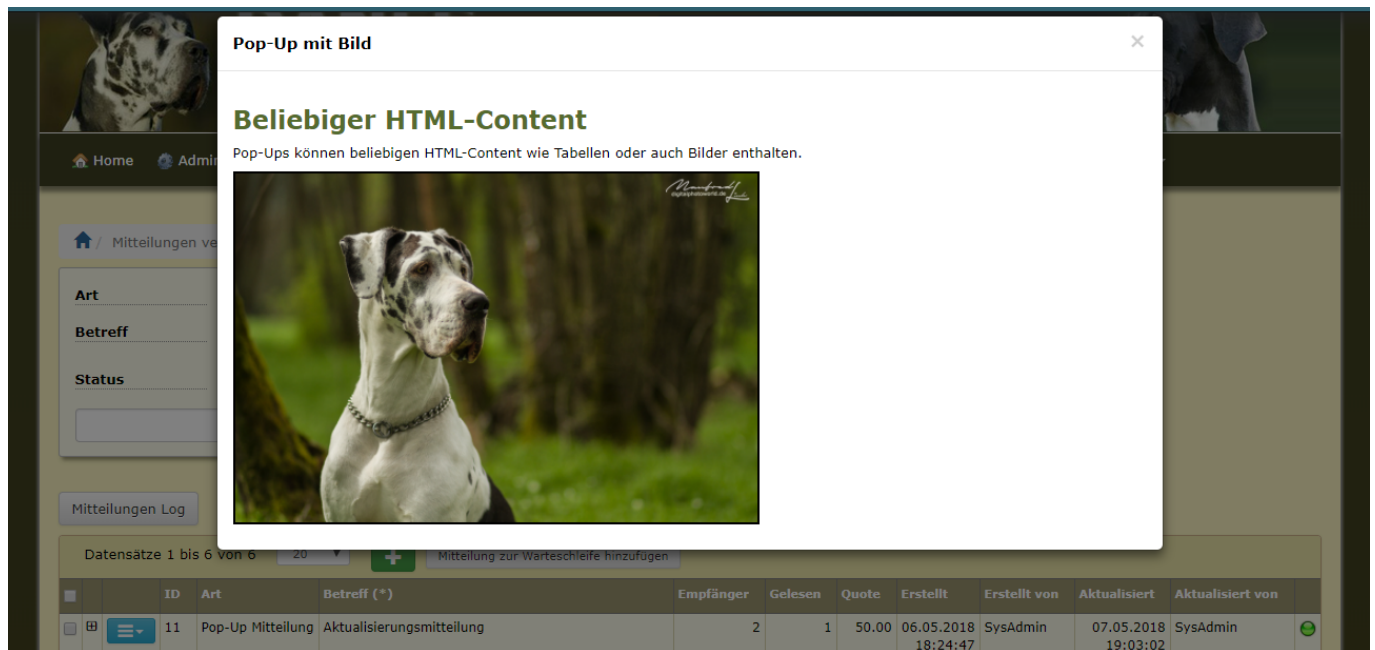 Pop-Up mit Bild ×
Beliebiger HTML-Content
Pop-Ups können beliebigen HTML-Content wie Tabellen oder auch Bilder enthalten.
Home
Mitteilungen
Art
Betreff
Status
Mitteilungen Log
Datensätze 1 bis 6 von 6 20 + Mitteilung zur Warteschleife hinzufügen
ID Art Betreff (*) Empfänger Gelesen Quote Erstellt Erstellt von Aktualisiert Aktualisiert von
11 Pop-Up Mitteilung Aktualisierungsmitteilung 2 1 50.00 06.05.2018 SysAdmin 07.05.2018 SysAdmin
18:24:47 19:03:02